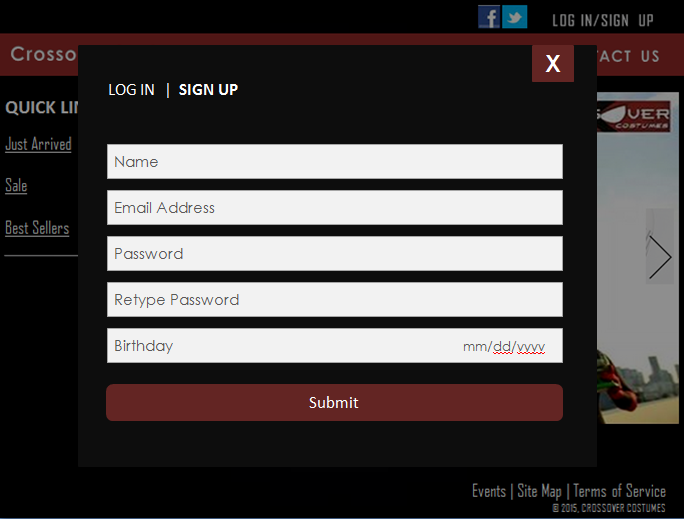 LOG IN/SIGN UP
Crosso
ACT US
X
LOG IN | SIGN UP
QUICK LIN
Just Arrived
Sale
Best Sellers
OVER
COSTUMES
Name
Email Address
Password
Retype Password
Birthday mm/dd/yyyy
Submit
Events | Site Map | Terms of Service
© 2015, CROSSOVER COSTUMES